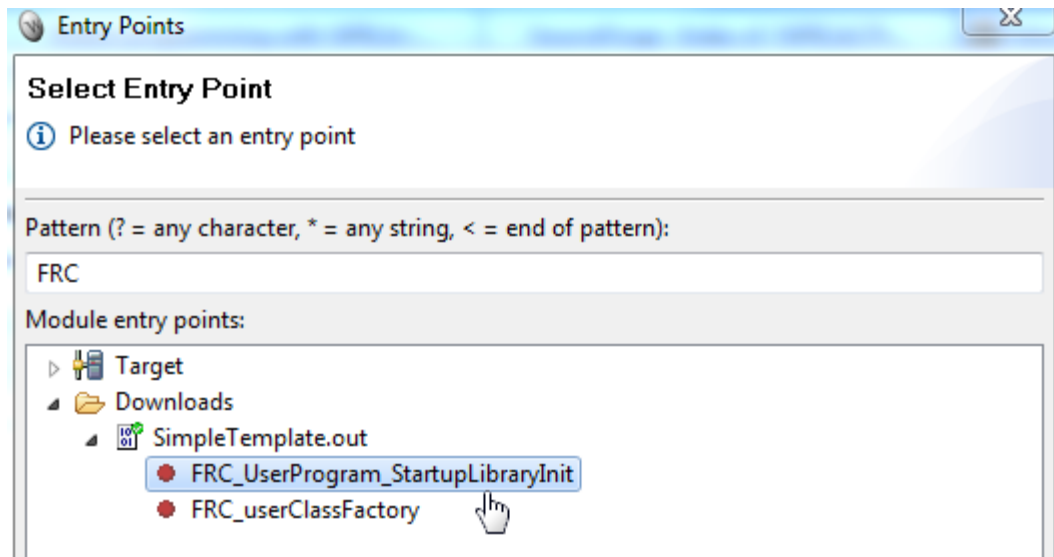 Entry Points
Select Entry Point
Please select an entry point
Pattern (? = any character, * = any string, < = end of pattern):
FRC
Module entry points:
Target
Downloads
SimpleTemplate.out
FRC_UserProgram_StartupLibraryInit
FRC_userClassFactory